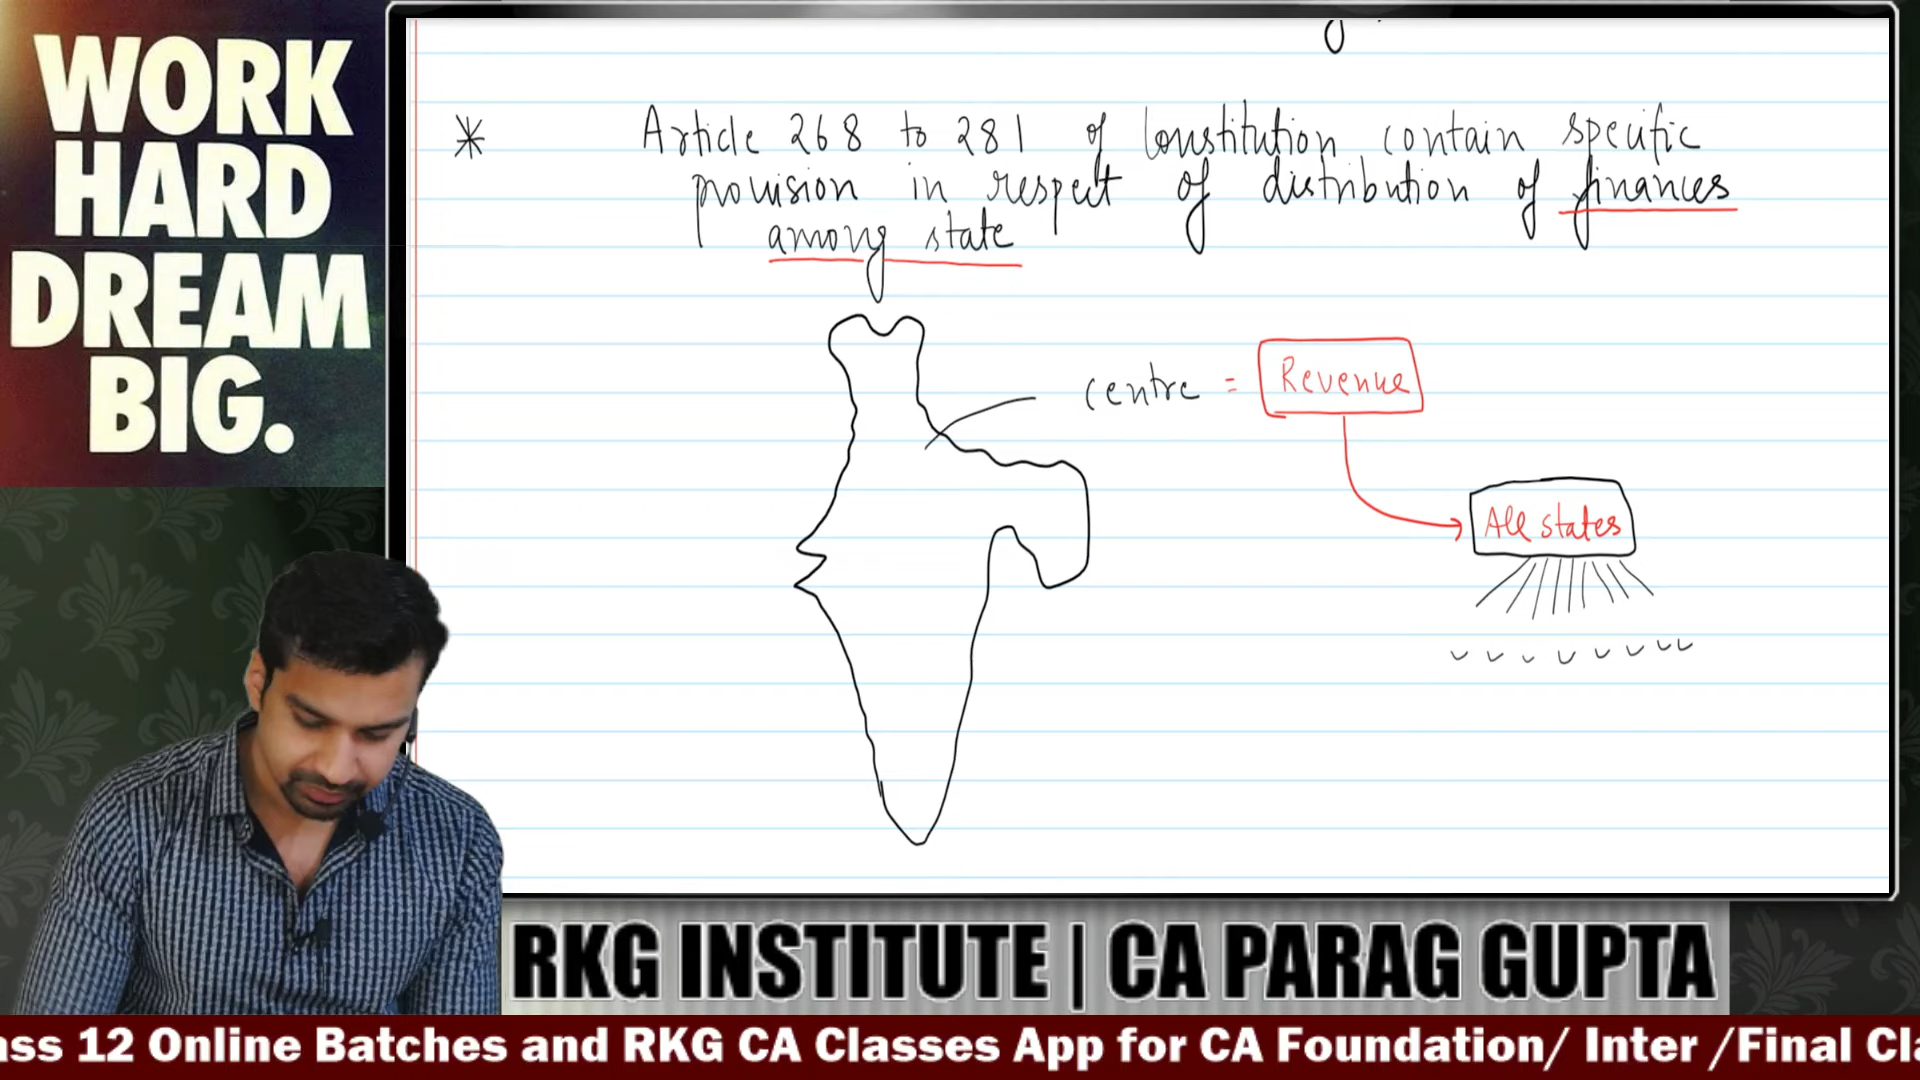 WORK
HARD
DREAM
BIG.
* Article 268 to 281 of Constitution contain specific
provision in respect of distribution of finances
among state
centre = Revenue
All states
RKG INSTITUTE | CA PARAG GUPTA
ass 12 Online Batches and RKG CA Classes App for CA Foundation/ Inter /Final Cla